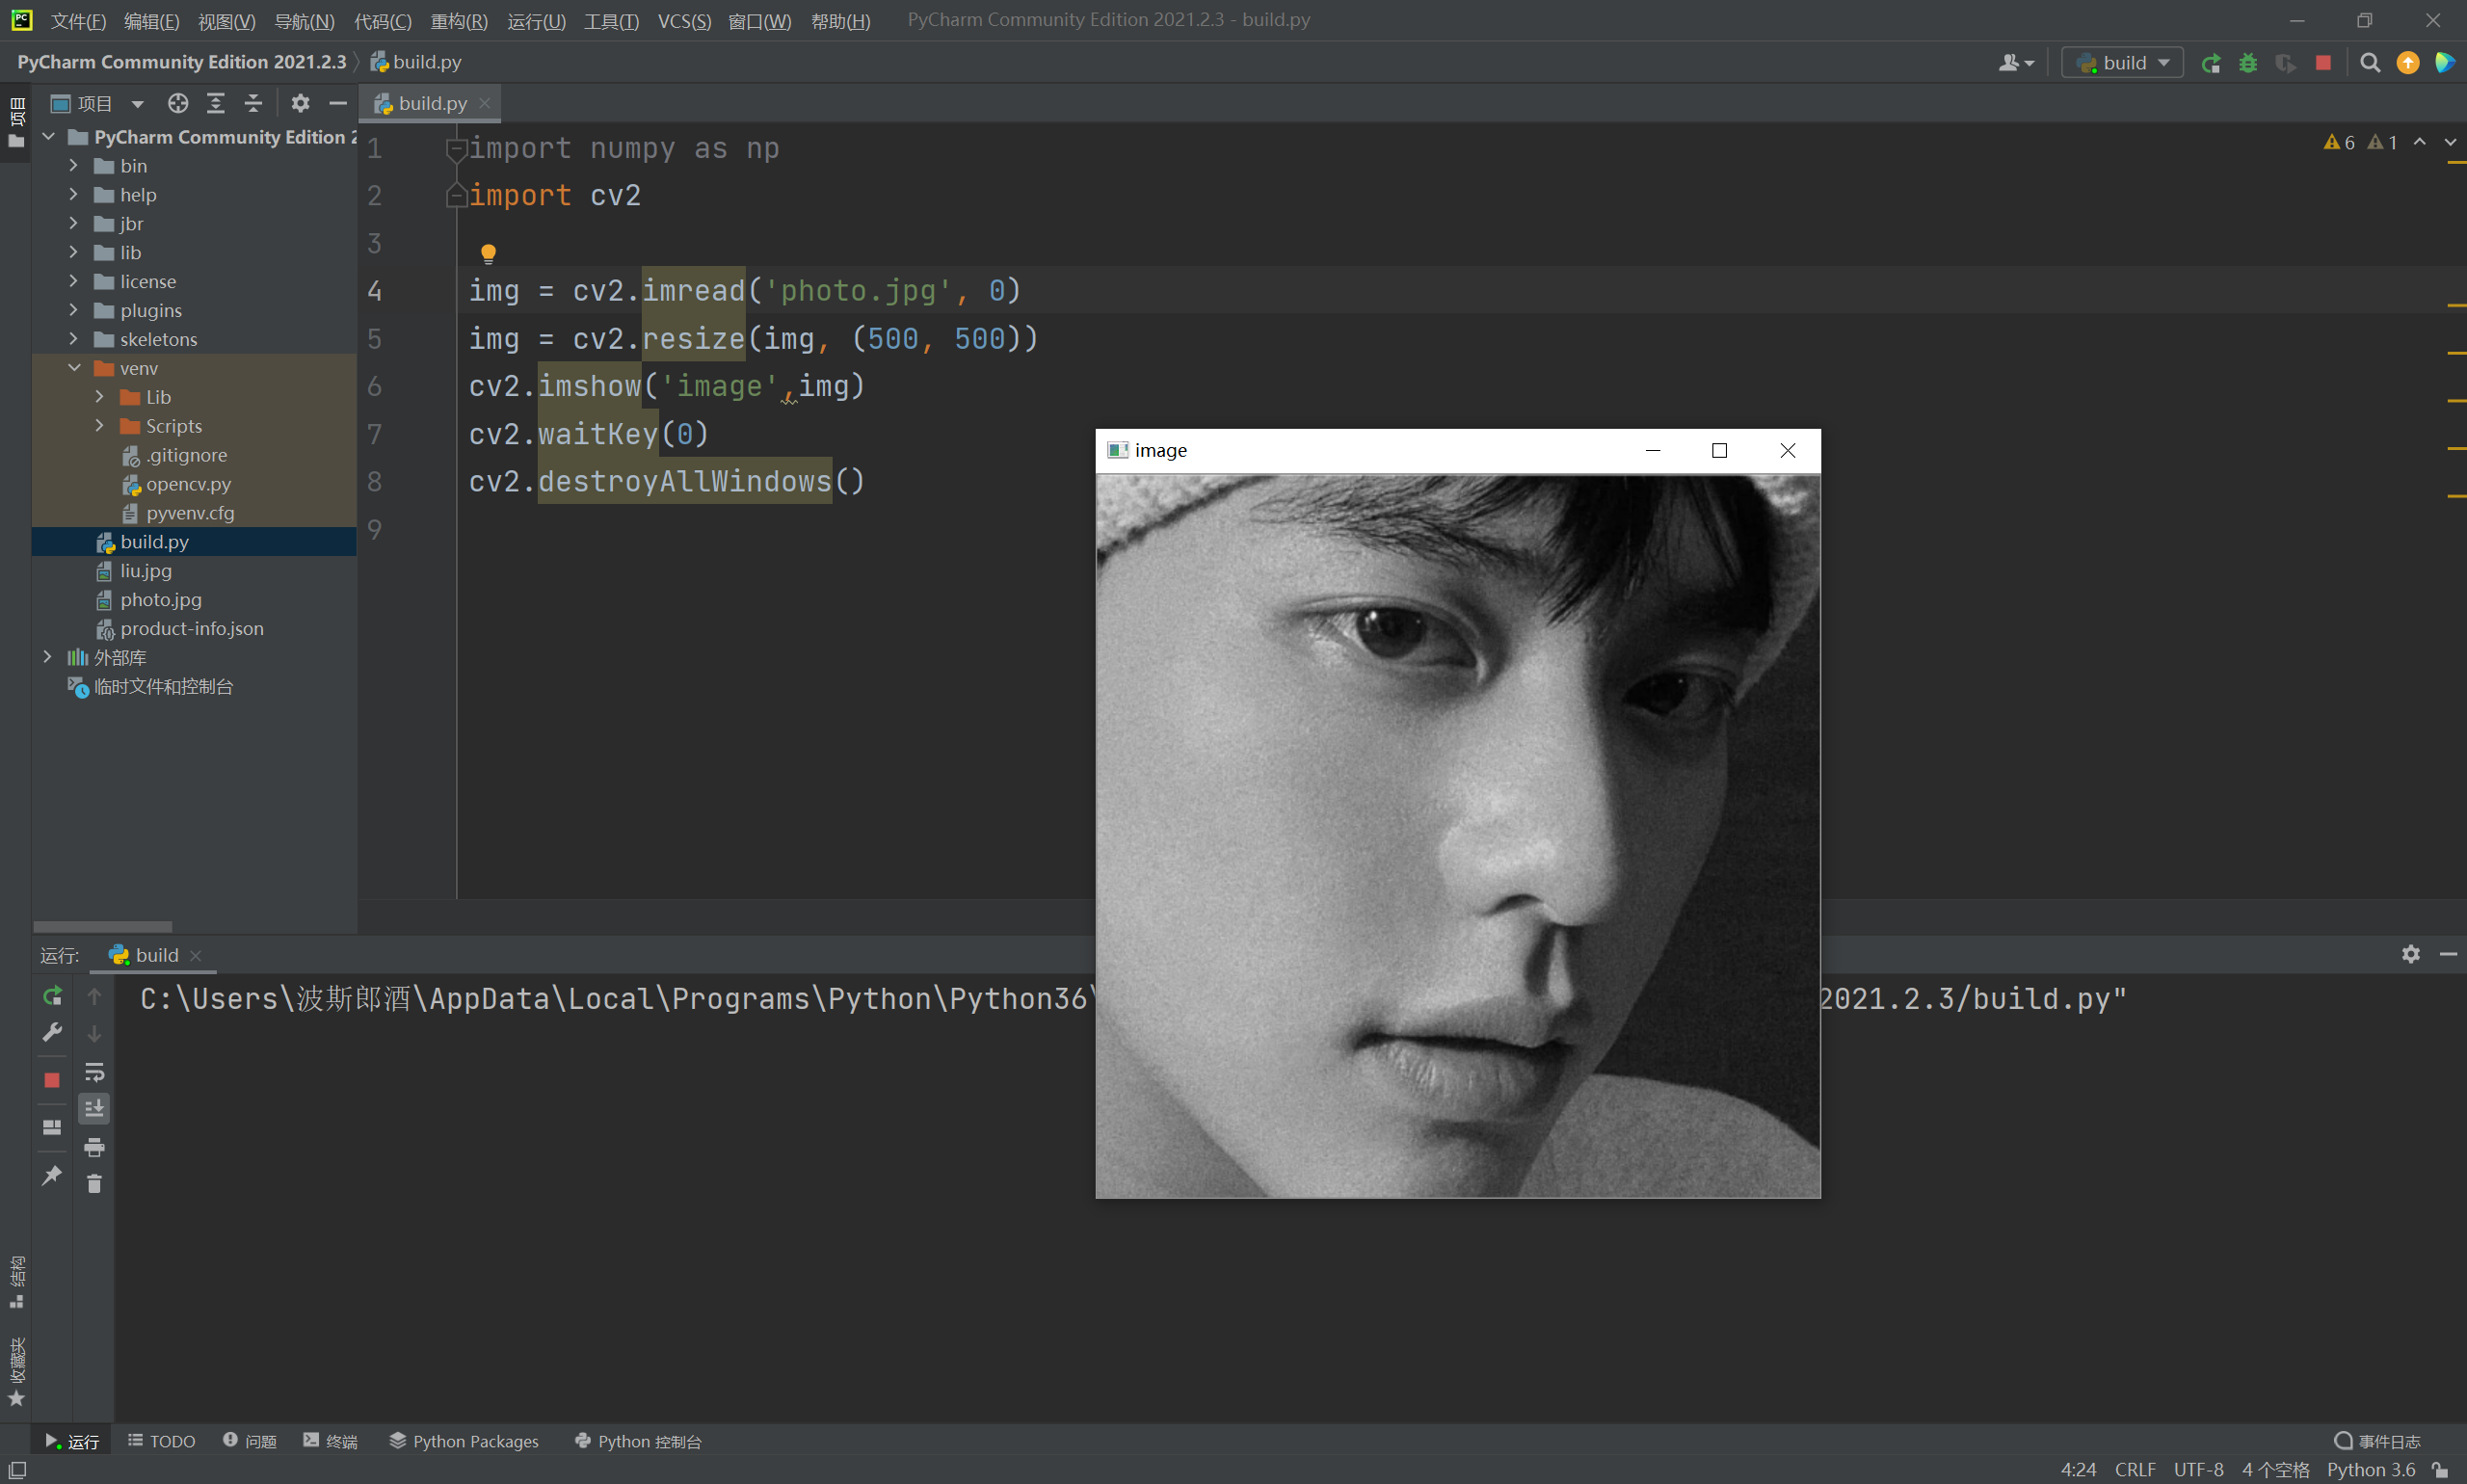 文件(F) 编辑(E) 视图(V) 导航(N) 代码(C) 重构(R) 运行(U) 工具(T) VCS(S) 窗口(W) 帮助(H) PyCharm Community Edition 2021.2.3 - build.py
PyCharm Community Edition 2021.2.3 build.py build
项目
项目
build.py
PyCharm Community Edition 2
bin
help
jbr
lib
license
plugins
skeletons
venv
Lib
Scripts
.gitignore
opencv.py
pyvenv.cfg
build.py
liu.jpg
photo.jpg
product-info.json
外部库
临时文件和控制台
6 1
1 import numpy as np
2 import cv2
3
4 img = cv2.imread('photo.jpg', 0)
5 img = cv2.resize(img, (500, 500))
6 cv2.imshow('image',img)
7 cv2.waitKey(0)
8 cv2.destroyAllWindows()
9
image
运行: build
C:\Users\波斯郎酒\AppData\Local\Programs\Python\Python36\ 2021.2.3/build.py"
结构
收藏夹
运行 TODO 问题 终端 Python Packages Python 控制台 事件日志
4:24 CRLF UTF-8 4 个空格 Python 3.6